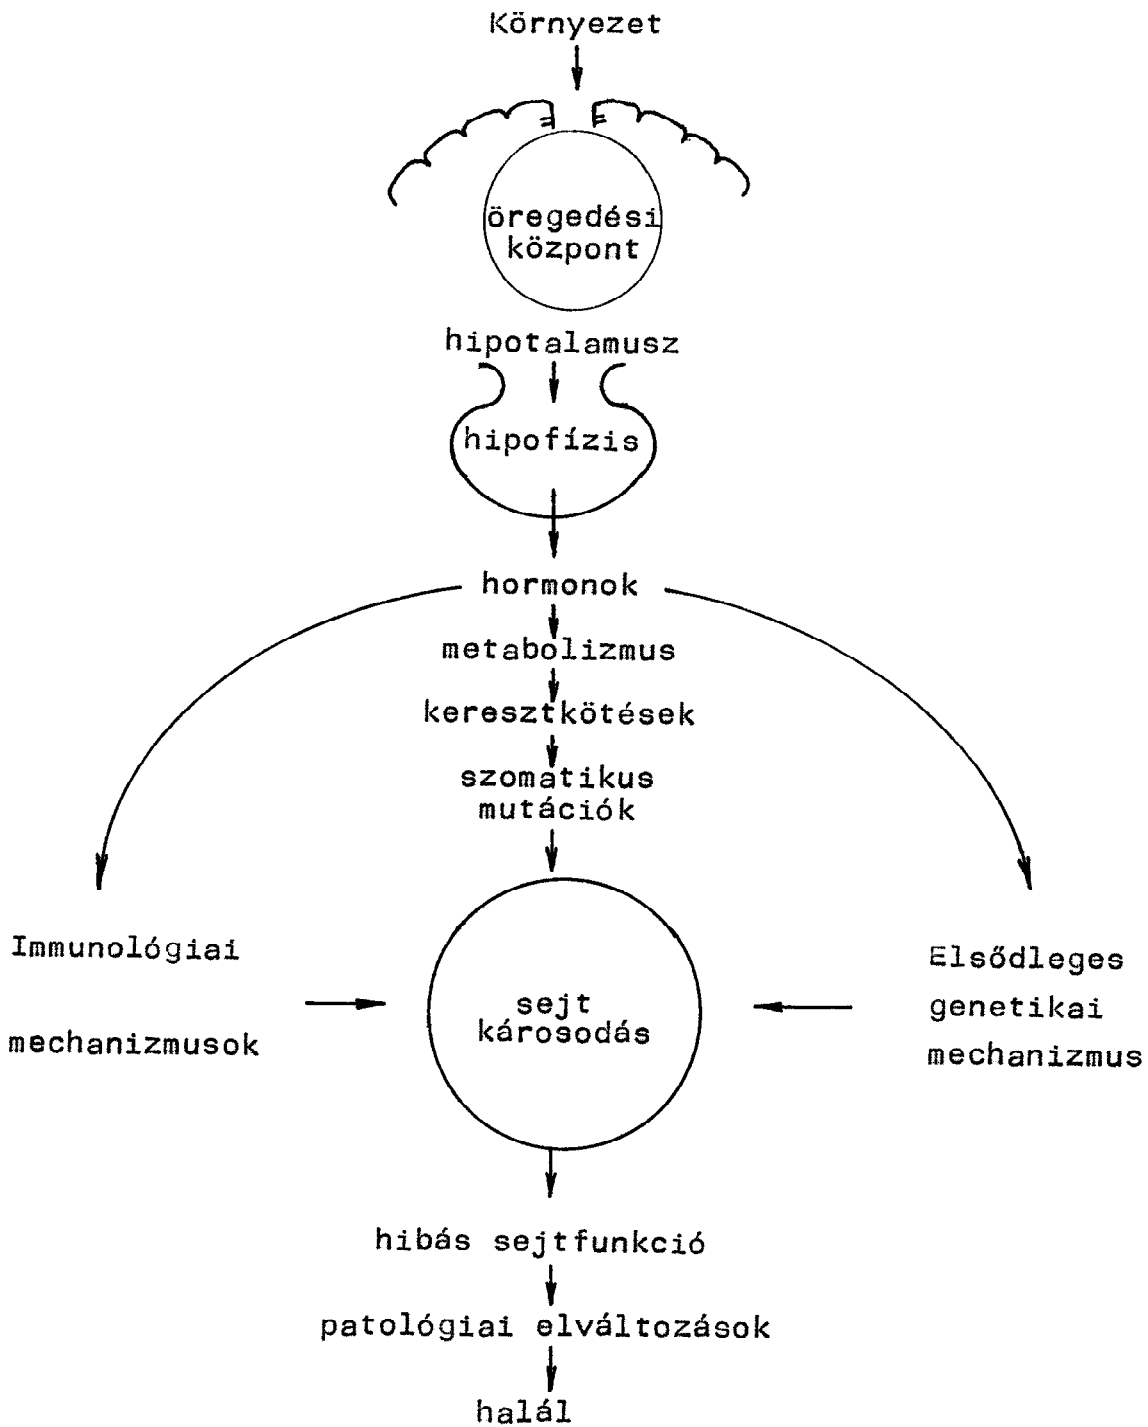 Környezet
öregedési
központ
hipotalamusz
hipofízis
hormonok
metabolizmus
keresztkötések
szomatikus
mutációk
Immunológiai
mechanizmusok
sejt
károsodás
Elsődleges
genetikai
mechanizmus
hibás sejtfunkció
patológiai elváltozások
halál